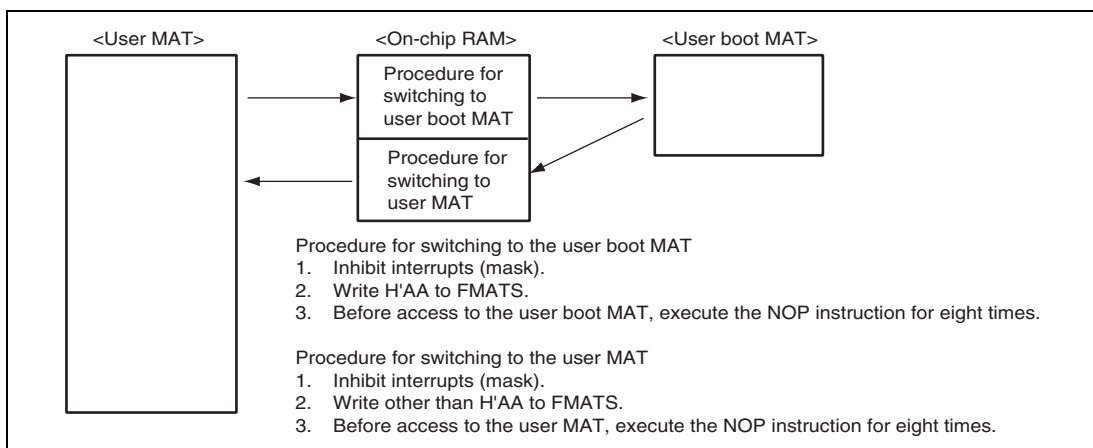 <User MAT>
<On-chip RAM>
<User boot MAT>
Procedure for
switching to
user boot MAT
Procedure for
switching to
user MAT
Procedure for switching to the user boot MAT
1. Inhibit interrupts (mask).
2. Write H'AA to FMATS.
3. Before access to the user boot MAT, execute the NOP instruction for eight times.
Procedure for switching to the user MAT
1. Inhibit interrupts (mask).
2. Write other than H'AA to FMATS.
3. Before access to the user MAT, execute the NOP instruction for eight times.